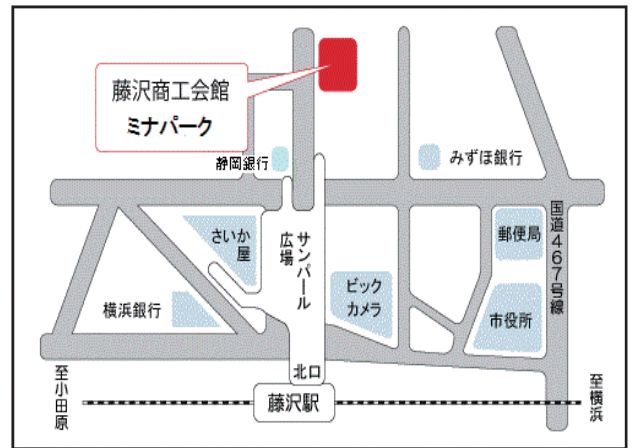 藤沢商工会館
ミナパーク
静岡銀行
みずほ銀行
さいか
屋
サンパール
広場
郵便局
国道467号線
横浜銀行
ビック
カメラ
市役所
北口
至小田原
藤沢駅
至横浜